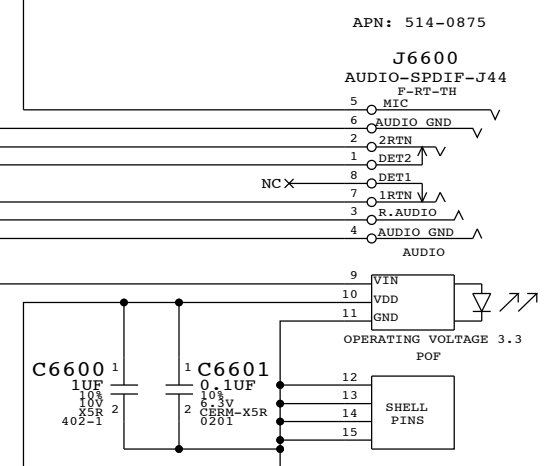 APN: 514-0875
J6600
AUDIO-SPDIF-J44
F-RT-TH
5 MIC
6 AUDIO GND
2 2RTN
1 DET2
NC 8 DET1
7 1RTN
3 R.AUDIO
4 AUDIO GND
AUDIO
9 VIN
10 VDD
11 GND
OPERATING VOLTAGE 3.3
POF
C6600 1
1UF
10%
10V
X5R 2
402-1
1 C6601
0.1UF
10%
6.3V
2 CERM-X5R
0201
12
13
14
15
SHELL
PINS